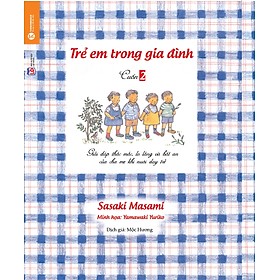 Trẻ em trong gia đình
Cuốn 2
Giải đáp thắc mắc, lo lắng và bất an
của cha mẹ khi nuôi dạy trẻ
Sasaki Masami
Minh họa: Yamawaki Yuriko
Dịch giả: Mộc Hương